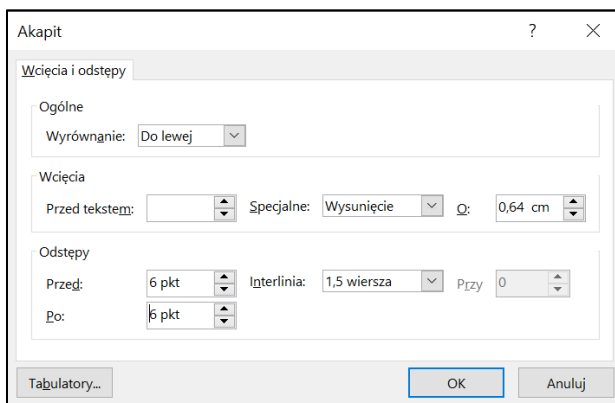 Akapit ?
Wcięcia i odstępy
Ogólne
Wyrównanie: Do lewej
Wcięcia
Przed tekstem: Specjalne: Wysunięcie O: 0,64 cm
Odstępy
Przed: 6 pkt Interlinia: 1,5 wiersza Przy 0
Po: 6 pkt
Tabulatory... OK Anuluj